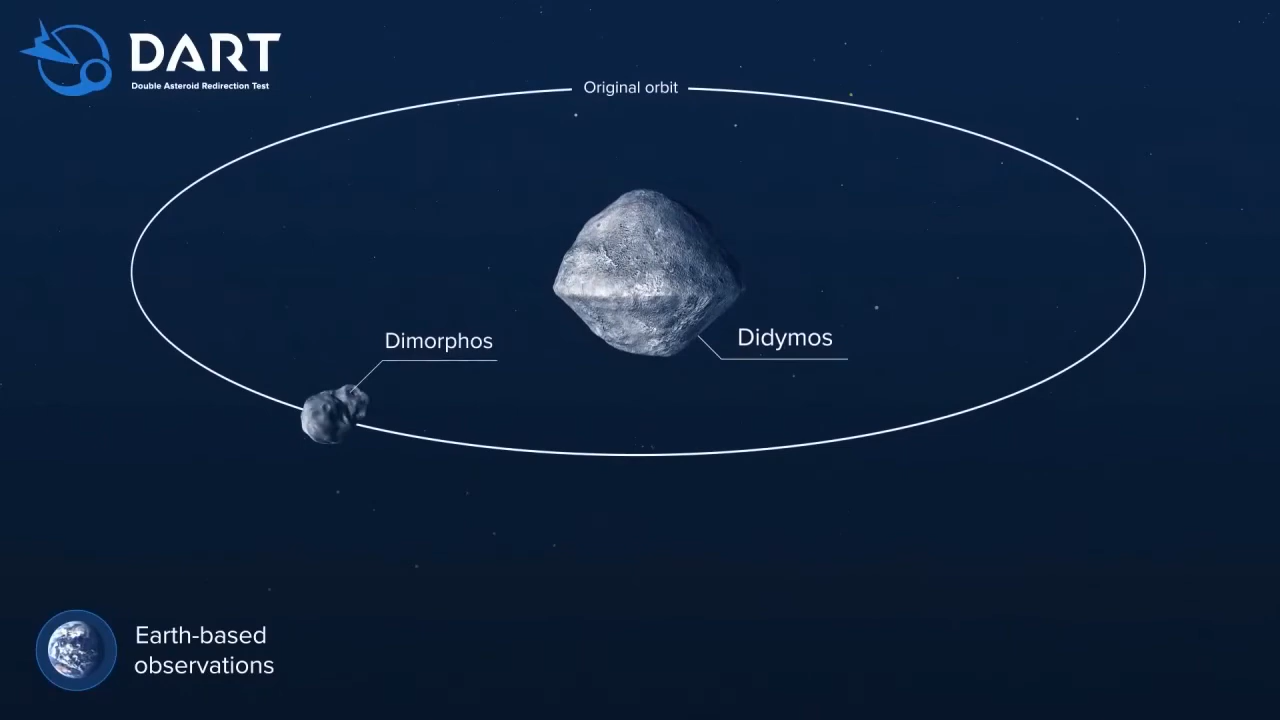 DART
Double Asteroid Redirection Test
Original orbit
Dimorphos
Didymos
Earth-based
observations